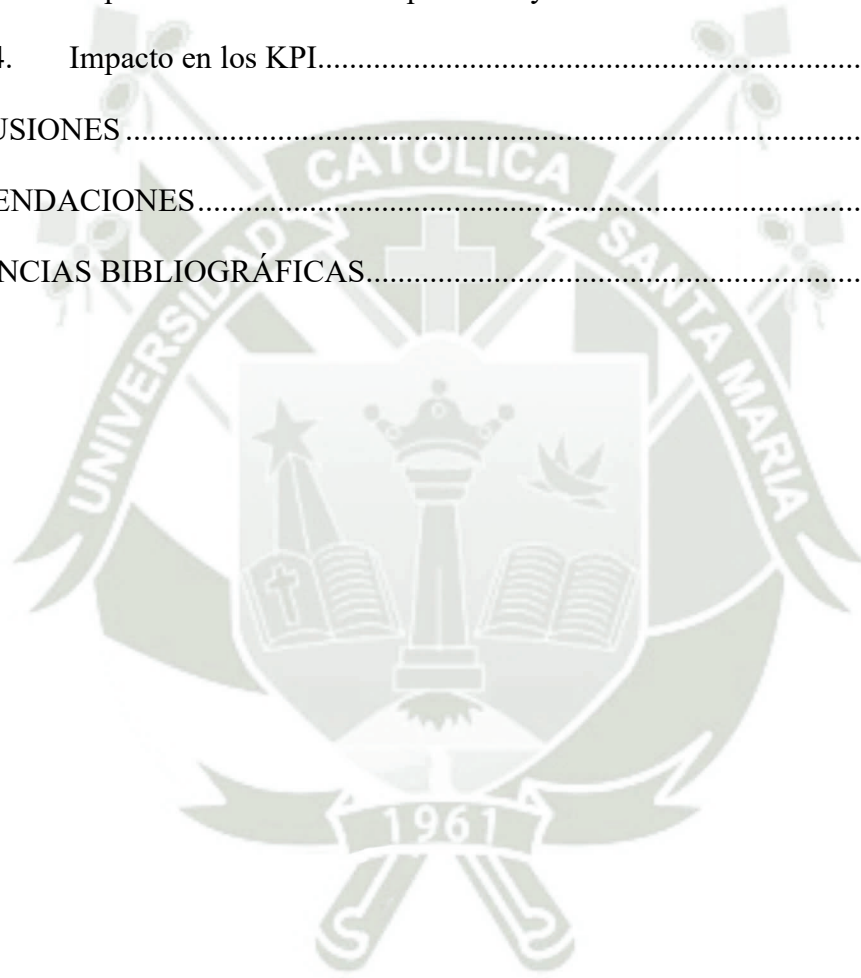 4. Impacto en los KPI........................................................................
USIONES ........................................................................................
ENDACIONES................................................................................
NCIAS BIBLIOGRÁFICAS...........................................................
UNIVERSIDAD CATOLICA SANTA MARIA
1961